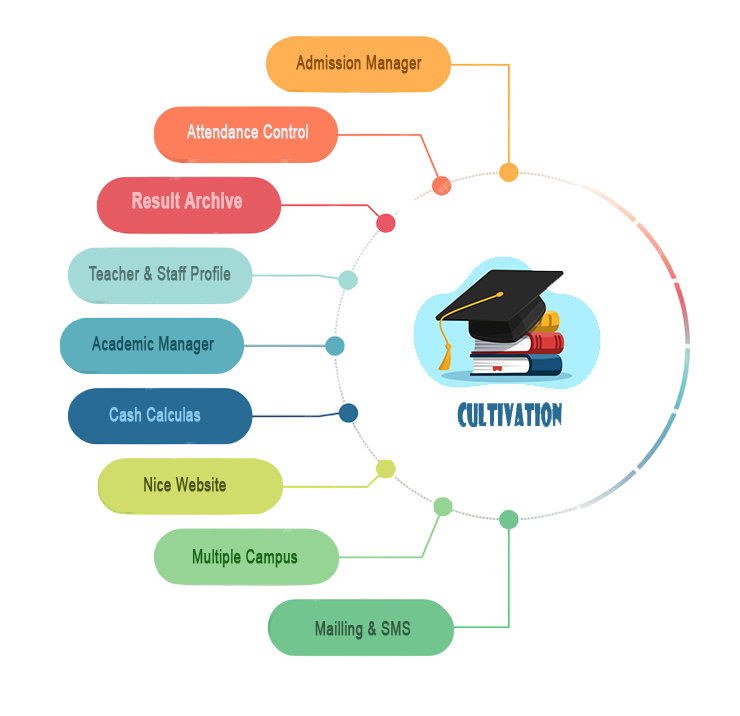 Admission Manager
Attendance Control
Result Archive
Teacher & Staff Profile
Academic Manager
Cash Calculas
Nice Website
Multiple Campus
Mailling & SMS
CULTIVATION